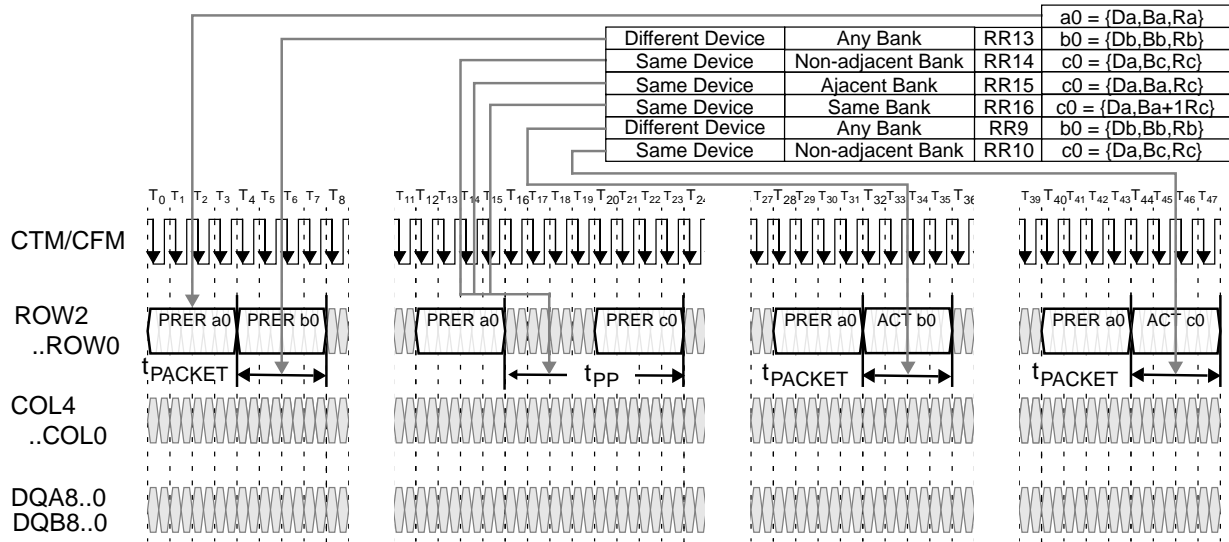 a0 = {Da,Ba,Ra}
Different Device Any Bank RR13 b0 = {Db,Bb,Rb}
Same Device Non-adjacent Bank RR14 c0 = {Da,Bc,Rc}
Same Device Ajacent Bank RR15 c0 = {Da,Ba,Rc}
Same Device Same Bank RR16 c0 = {Da,Ba+1Rc}
Different Device Any Bank RR9 b0 = {Db,Bb,Rb}
Same Device Non-adjacent Bank RR10 c0 = {Da,Bc,Rc}
T0 T1 T2 T3 T4 T5 T6 T7 T8 T11 T12 T13 T14 T15 T16 T17 T18 T19 T20 T21 T22 T23 T24 T27 T28 T29 T30 T31 T32 T33 T34 T35 T36 T39 T40 T41 T42 T43 T44 T45 T46 T47
CTM/CFM
ROW2 PRER a0 PRER b0 PRER a0 PRER c0 PRER a0 ACT b0 PRER a0 ACT c0
..ROW0
tPACKET tPP tPACKET tPACKET
COL4
..COL0
DQA8..0
DQB8..0